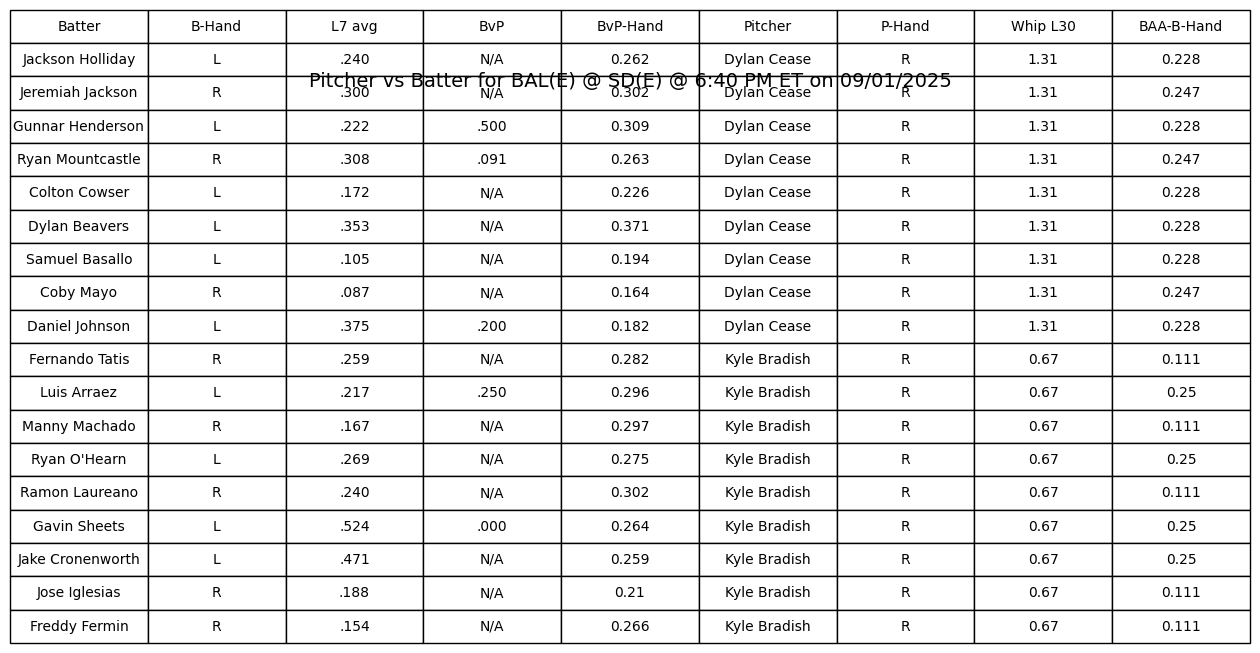 Batter B-Hand L7 avg BvP BvP-Hand Pitcher P-Hand Whip L30 BAA-B-Hand
Jackson Holliday L .240 N/A 0.262 Dylan Cease R 1.31 0.228
Pitcher vs Batter for BAL(E) @ SD(E) @ 6:40 PM ET on 09/01/2025
Jeremiah Jackson R .300 N/A 0.302 Dylan Cease R 1.31 0.247
Gunnar Henderson L .222 .500 0.309 Dylan Cease R 1.31 0.228
Ryan Mountcastle R .308 .091 0.263 Dylan Cease R 1.31 0.247
Colton Cowser L .172 N/A 0.226 Dylan Cease R 1.31 0.228
Dylan Beavers L .353 N/A 0.371 Dylan Cease R 1.31 0.228
Samuel Basallo L .105 N/A 0.194 Dylan Cease R 1.31 0.228
Coby Mayo R .087 N/A 0.164 Dylan Cease R 1.31 0.247
Daniel Johnson L .375 .200 0.182 Dylan Cease R 1.31 0.228
Fernando Tatis R .259 N/A 0.282 Kyle Bradish R 0.67 0.111
Luis Arraez L .217 .250 0.296 Kyle Bradish R 0.67 0.25
Manny Machado R .167 N/A 0.297 Kyle Bradish R 0.67 0.111
Ryan O'Hearn L .269 N/A 0.275 Kyle Bradish R 0.67 0.25
Ramon Laureano R .240 N/A 0.302 Kyle Bradish R 0.67 0.111
Gavin Sheets L .524 .000 0.264 Kyle Bradish R 0.67 0.25
Jake Cronenworth L .471 N/A 0.259 Kyle Bradish R 0.67 0.25
Jose Iglesias R .188 N/A 0.21 Kyle Bradish R 0.67 0.111
Freddy Fermin R .154 N/A 0.266 Kyle Bradish R 0.67 0.111